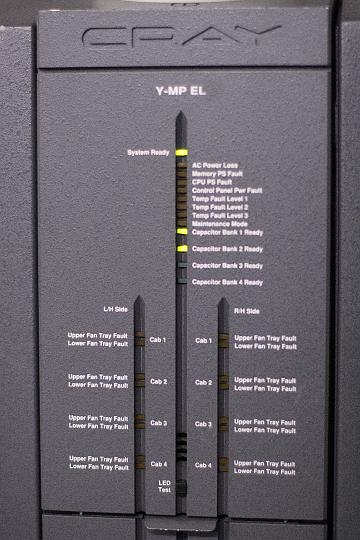 CRAY
Y-MP EL
System Ready
AC Power Loss
Memory PS Fault
CPU PS Fault
Control Panel Pwr Fault
Temp Fault Level 1
Temp Fault Level 2
Temp Fault Level 3
Maintenance Mode
Capacitor Bank 1 Ready
Capacitor Bank 2 Ready
Capacitor Bank 3 Ready
Capacitor Bank 4 Ready
L/H Side
Upper Fan Tray Fault
Lower Fan Tray Fault
Cab 1
Upper Fan Tray Fault
Lower Fan Tray Fault
Cab 2
Upper Fan Tray Fault
Lower Fan Tray Fault
Cab 3
Upper Fan Tray Fault
Lower Fan Tray Fault
Cab 4
R/H Side
Cab 1
Upper Fan Tray Fault
Lower Fan Tray Fault
Cab 2
Upper Fan Tray Fault
Lower Fan Tray Fault
Cab 3
Upper Fan Tray Fault
Lower Fan Tray Fault
Cab 4
Upper Fan Tray Fault
Lower Fan Tray Fault
LED
Test